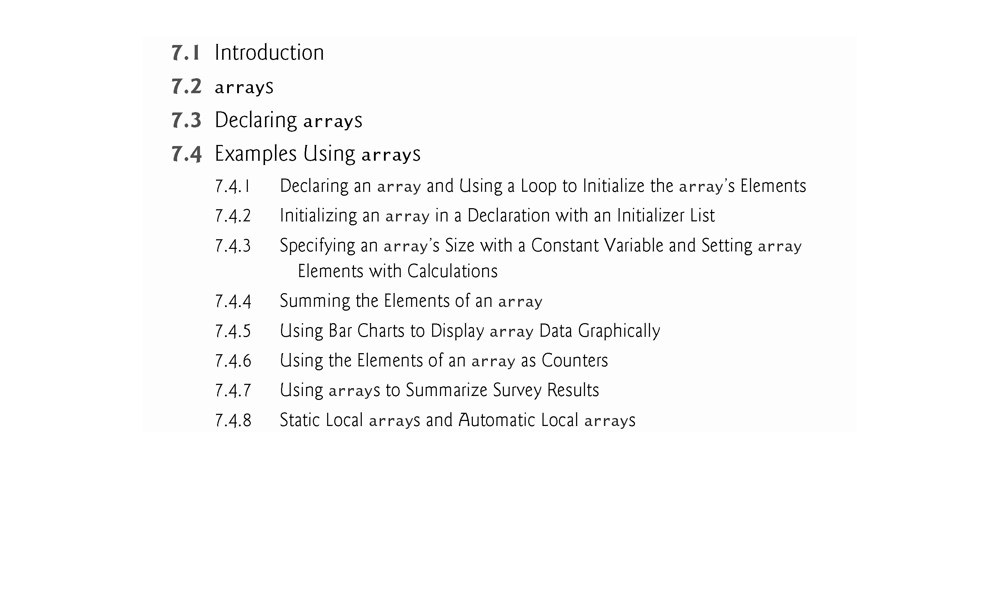 7.1 Introduction
7.2 arrays
7.3 Declaring arrays
7.4 Examples Using arrays
7.4.1 Declaring an array and Using a Loop to Initialize the array’s Elements
7.4.2 Initializing an array in a Declaration with an Initializer List
7.4.3 Specifying an array’s Size with a Constant Variable and Setting array
Elements with Calculations
7.4.4 Summing the Elements of an array
7.4.5 Using Bar Charts to Display array Data Graphically
7.4.6 Using the Elements of an array as Counters
7.4.7 Using arrays to Summarize Survey Results
7.4.8 Static Local arrays and Automatic Local arrays